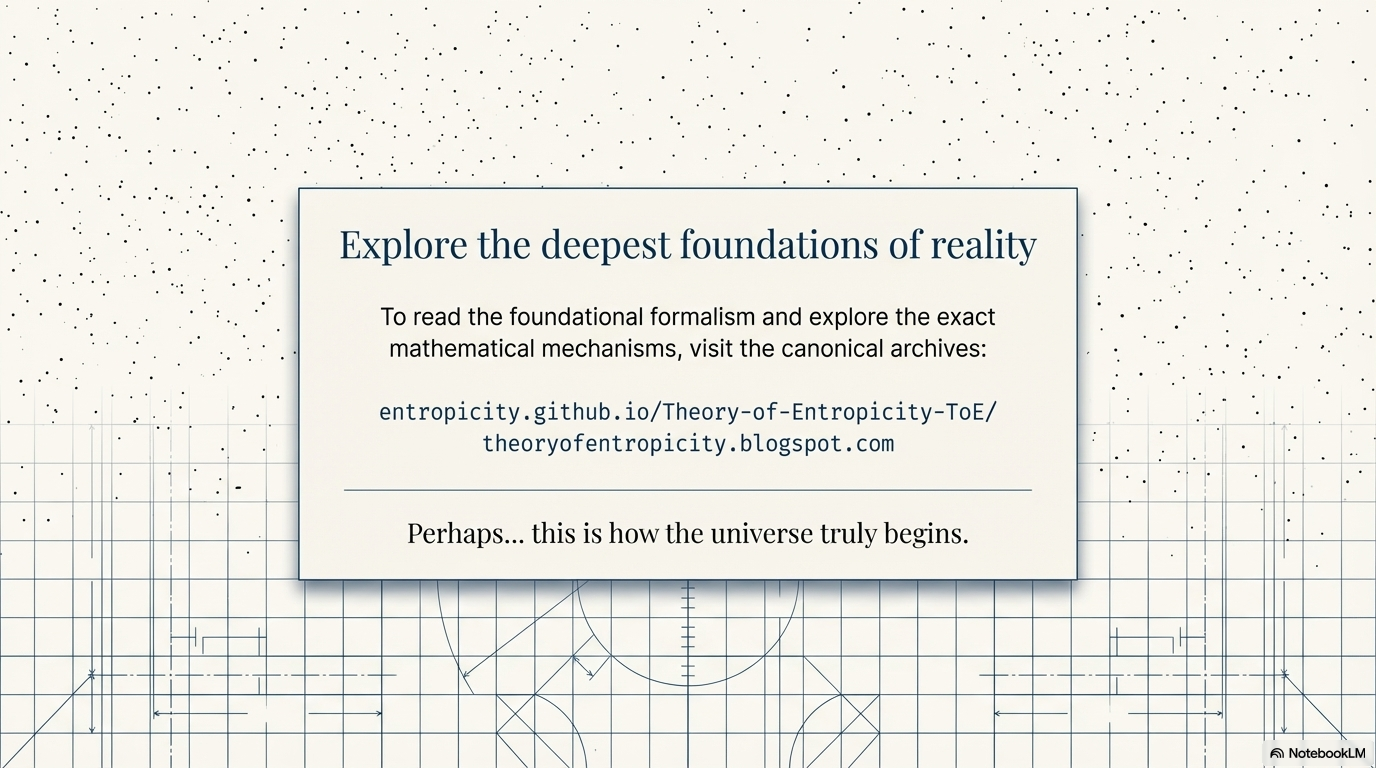 Explore the deepest foundations of reality
To read the foundational formalism and explore the exact
mathematical mechanisms, visit the canonical archives:
entropicity.github.io/Theory-of-Entropicity-ToE/
theoryofentropicity.blogspot.com
Perhaps... this is how the universe truly begins.
NotebookLM